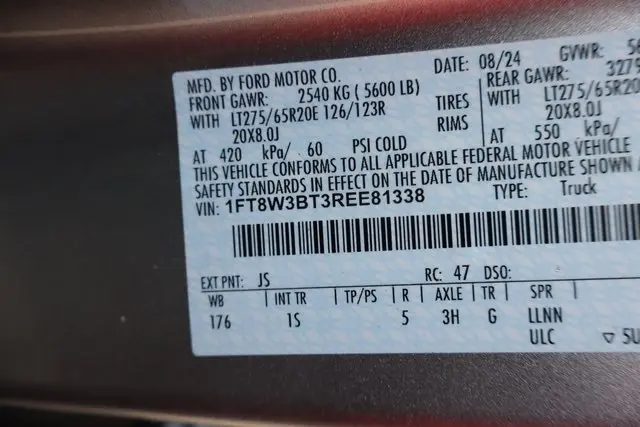 MFD. BY FORD MOTOR CO. DATE: 08/24 GVWR:
FRONT GAWR: 2540 KG ( 5600 LB) REAR GAWR: 3279
WITH LT275/65R20E 126/123R TIRES WITH LT275/65R20
20X8.0J RIMS 20X8.0J
AT 420 kPa/ 60 PSI COLD AT 550 kPa/
THIS VEHICLE CONFORMS TO ALL APPLICABLE FEDERAL MOTOR VEHICLE
SAFETY STANDARDS IN EFFECT ON THE DATE OF MANUFACTURE SHOWN
VIN: 1FT8W3BT3REE81338 TYPE: Truck
EXT PNT: JS RC: 47 DSO:
WB INT TR TP/PS R AXLE TR SPR
176 1S 5 3H G LLNN
ULC